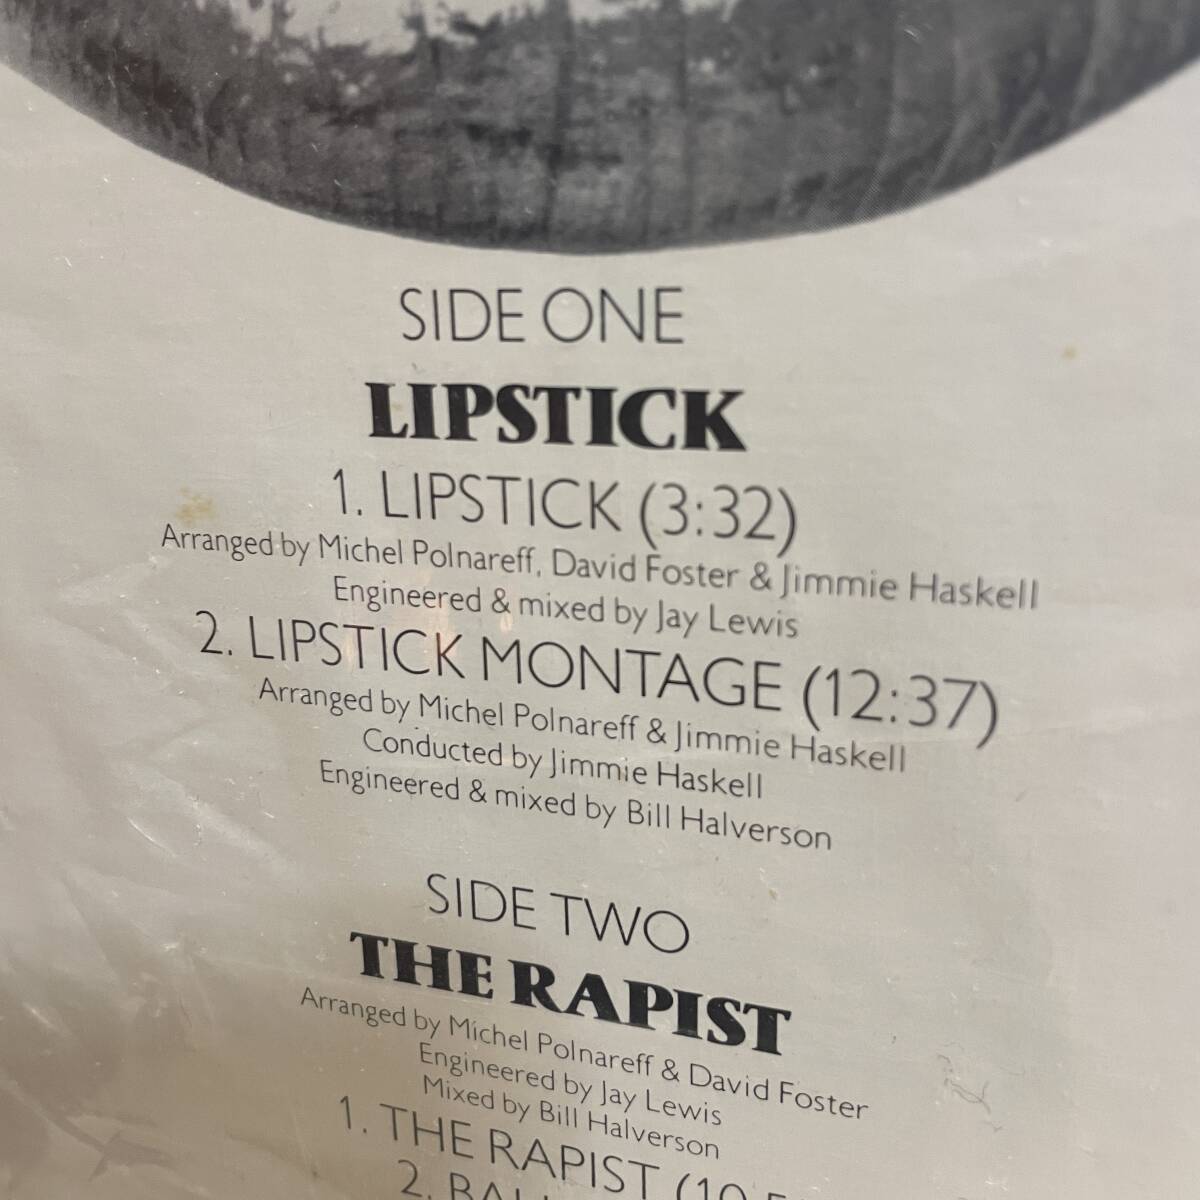 SIDE ONE
LIPSTICK
1. LIPSTICK (3:32)
Arranged by Michel Polnareff, David Foster & Jimmie Haskell
Engineered & mixed by Jay Lewis
2. LIPSTICK MONTAGE (12:37)
Arranged by Michel Polnareff & Jimmie Haskell
Conducted by Jimmie Haskell
Engineered & mixed by Bill Halverson
SIDE TWO
THE RAPIST
Arranged by Michel Polnareff & David Foster
Engineered by Jay Lewis
Mixed by Bill Halverson
1. THE RAPIST
2.